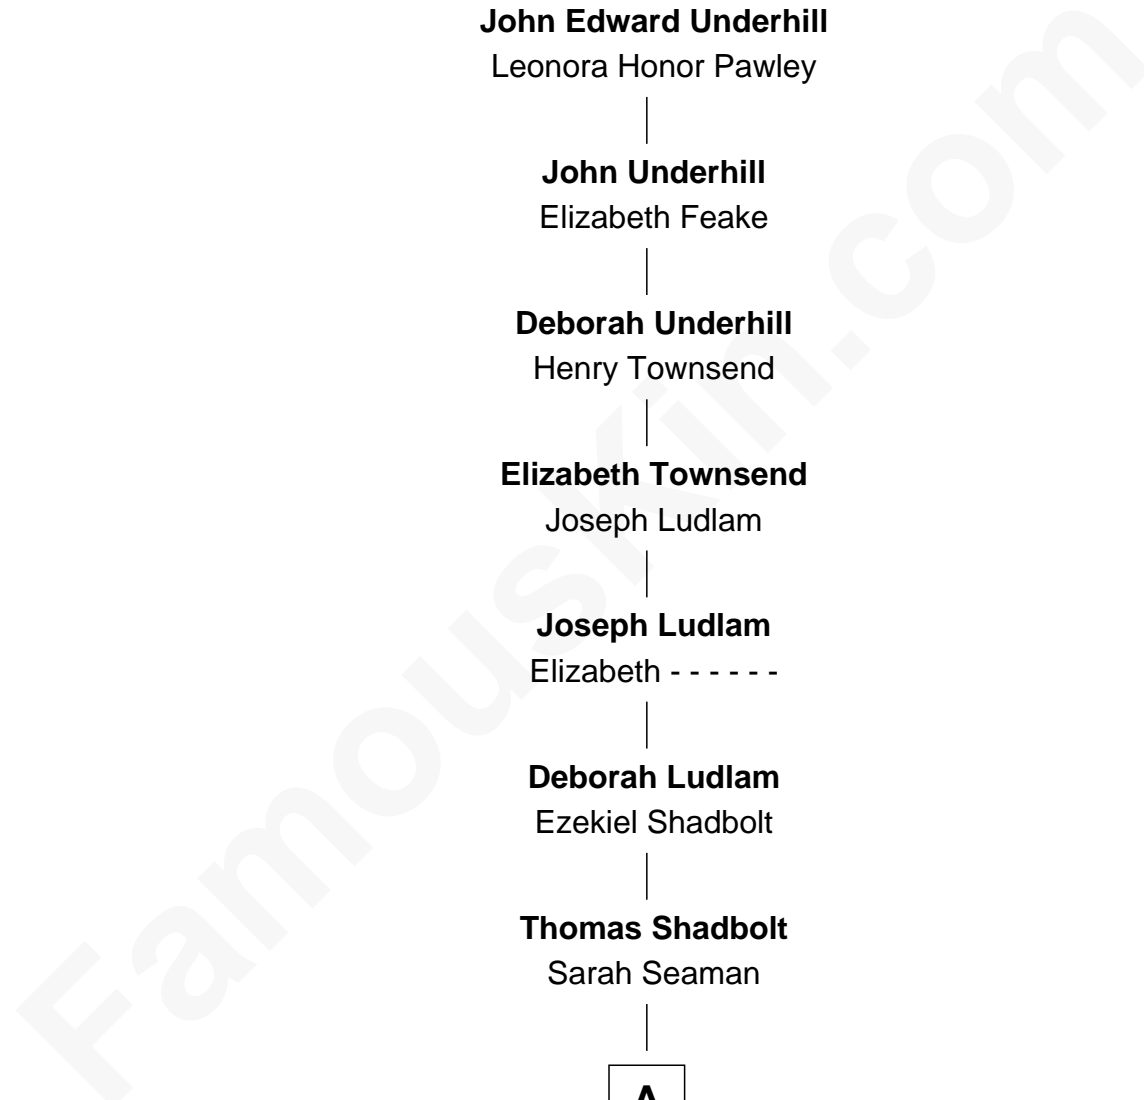 John Edward Underhill
Leonora Honor Pawley
John Underhill
Elizabeth Feake
Deborah Underhill
Henry Townsend
Elizabeth Townsend
Joseph Ludlam
Joseph Ludlam
Elizabeth - - - - - -
Deborah Ludlam
Ezekiel Shadbolt
Thomas Shadbolt
Sarah Seaman
A
FamousKin.com